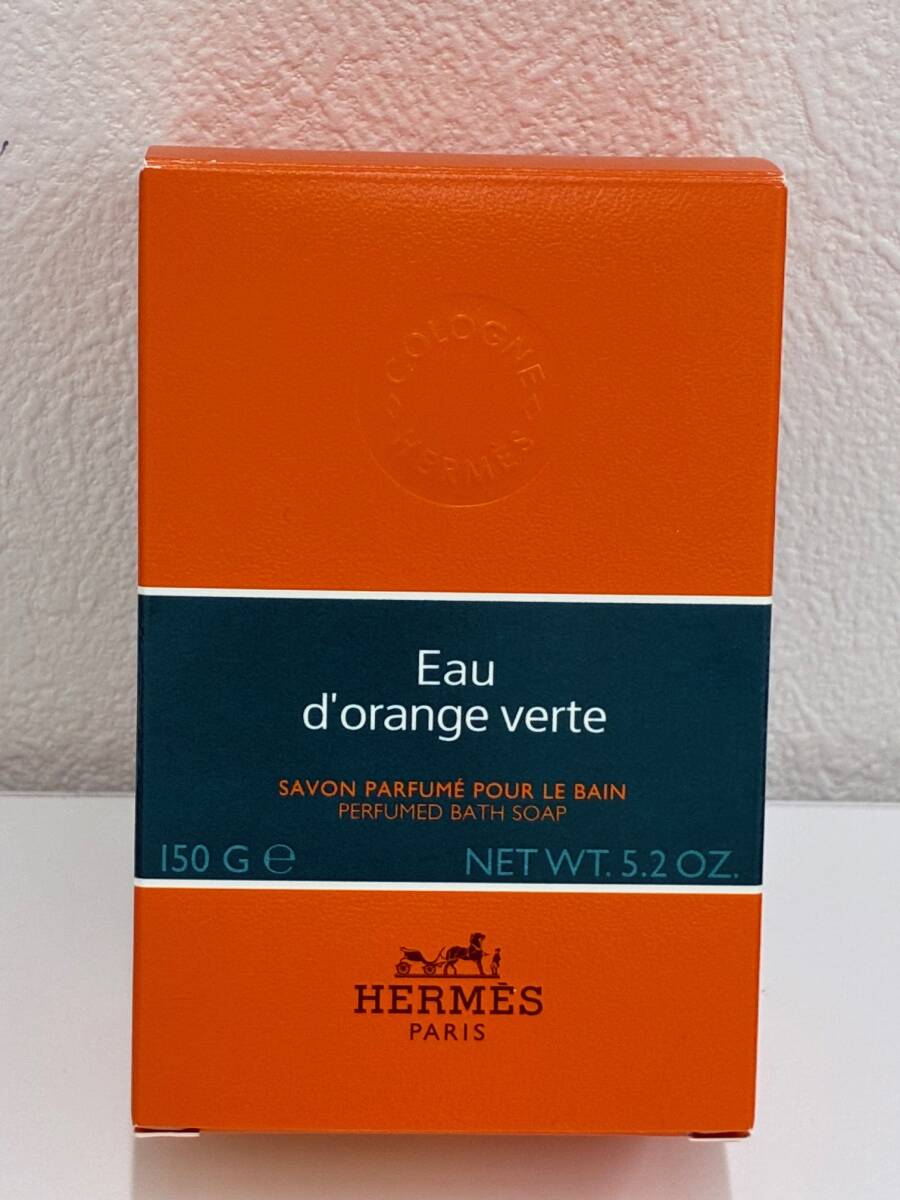 COLOGNE
HERMÈS
Eau
d'orange verte
SAVON PARFUMÉ POUR LE BAIN
PERFUMED BATH SOAP
150 G ℮ NET WT. 5.2 OZ.
HERMÈS
PARIS